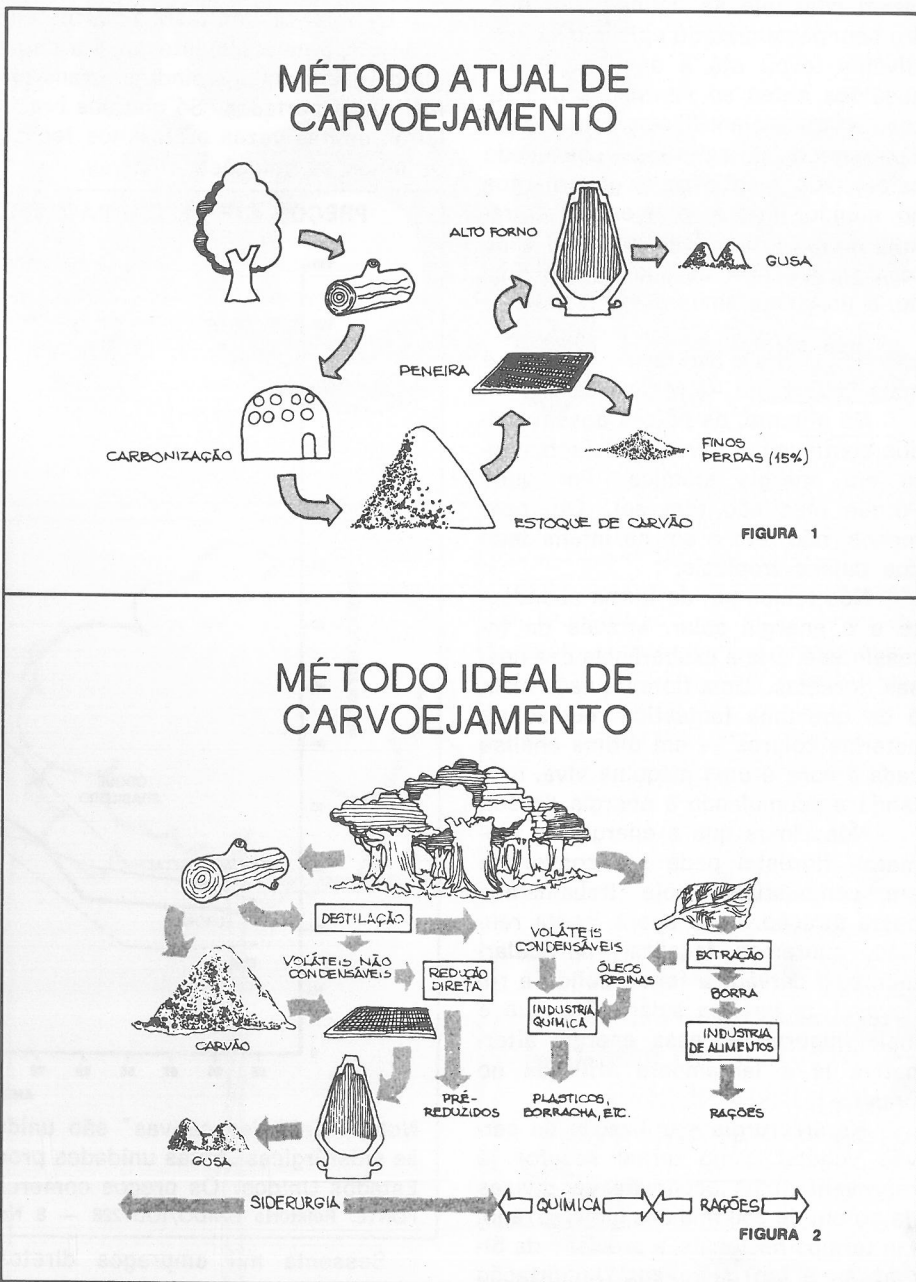 MÉTODO ATUAL DE
CARVOEJAMENTO
ALTO FORNO
GUSA
PENEIRA
CARBONIZAÇÃO
FINOS
PERDAS (15%)
ESTOQUE DE CARVÃO
FIGURA 1
MÉTODO IDEAL DE
CARVOEJAMENTO
DESTILAÇÃO
VOLÁTEIS NÃO
CONDENSÁVEIS
REDUÇÃO
DIRETA
VOLÁTEIS
CONDENSÁVEIS
ÓLEOS
RESINAS
EXTRAÇÃO
BORRA
INDUSTRIA
QUÍMICA
INDUSTRIA
DE ALIMENTOS
CARVÃO
PRÉ-
REDUZIDOS
PLASTICOS,
BORRACHA, ETC.
RAÇÕES
GUSA
SIDERURGIA
QUÍMICA
RAÇÕES
FIGURA 2